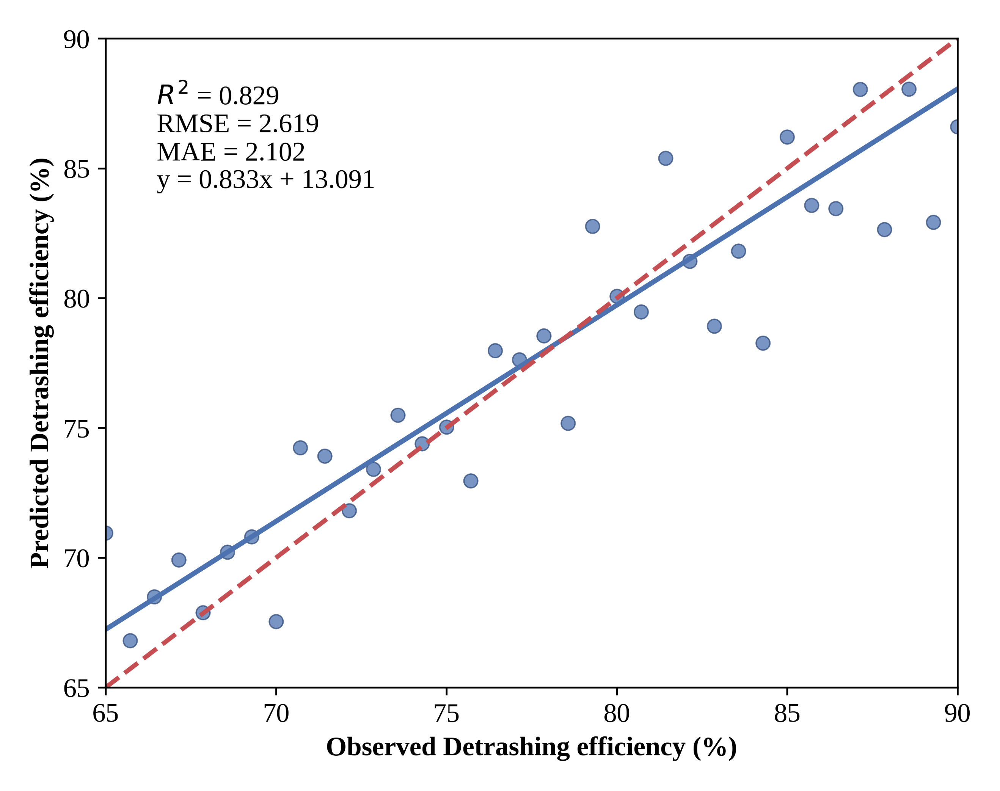 R² = 0.829
RMSE = 2.619
MAE = 2.102
y = 0.833x + 13.091
Predicted Detrashing efficiency (%)
90
85
80
75
70
65
65 70 75 80 85 90
Observed Detrashing efficiency (%)